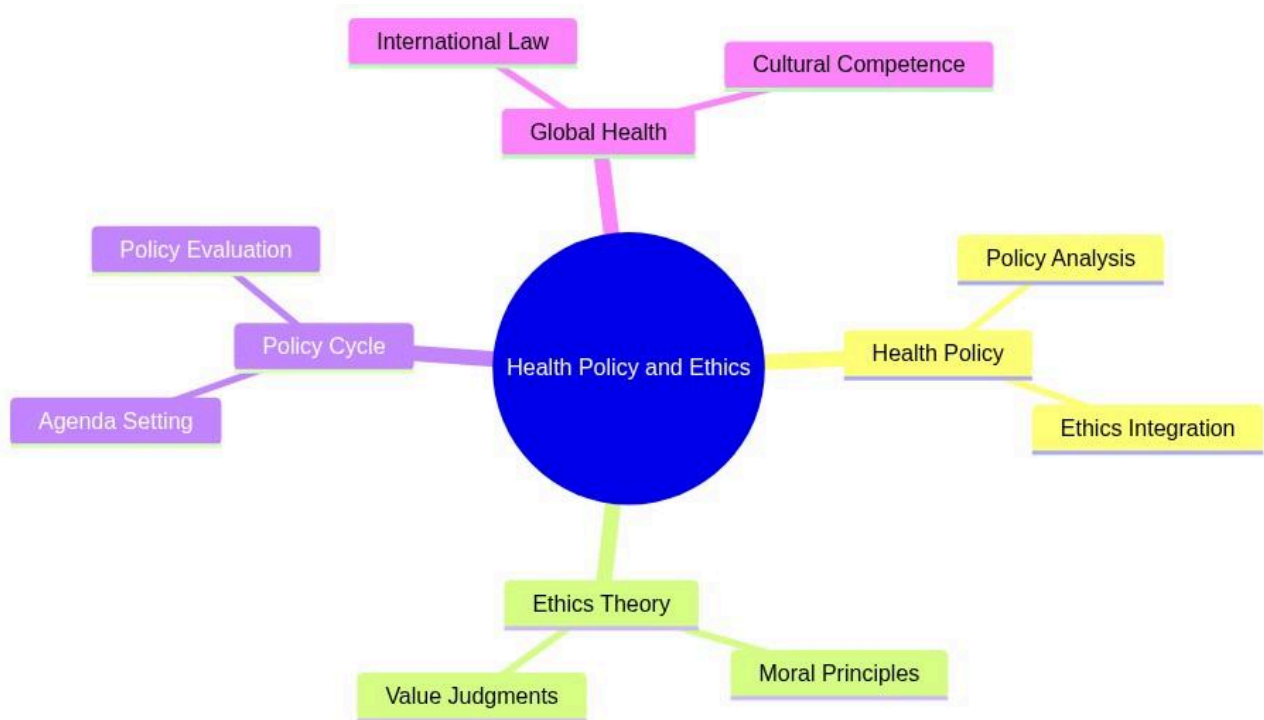 International Law
Cultural Competence
Global Health
Policy Evaluation
Policy Analysis
Policy Cycle
Health Policy and Ethics
Health Policy
Agenda Setting
Ethics Integration
Ethics Theory
Value Judgments
Moral Principles